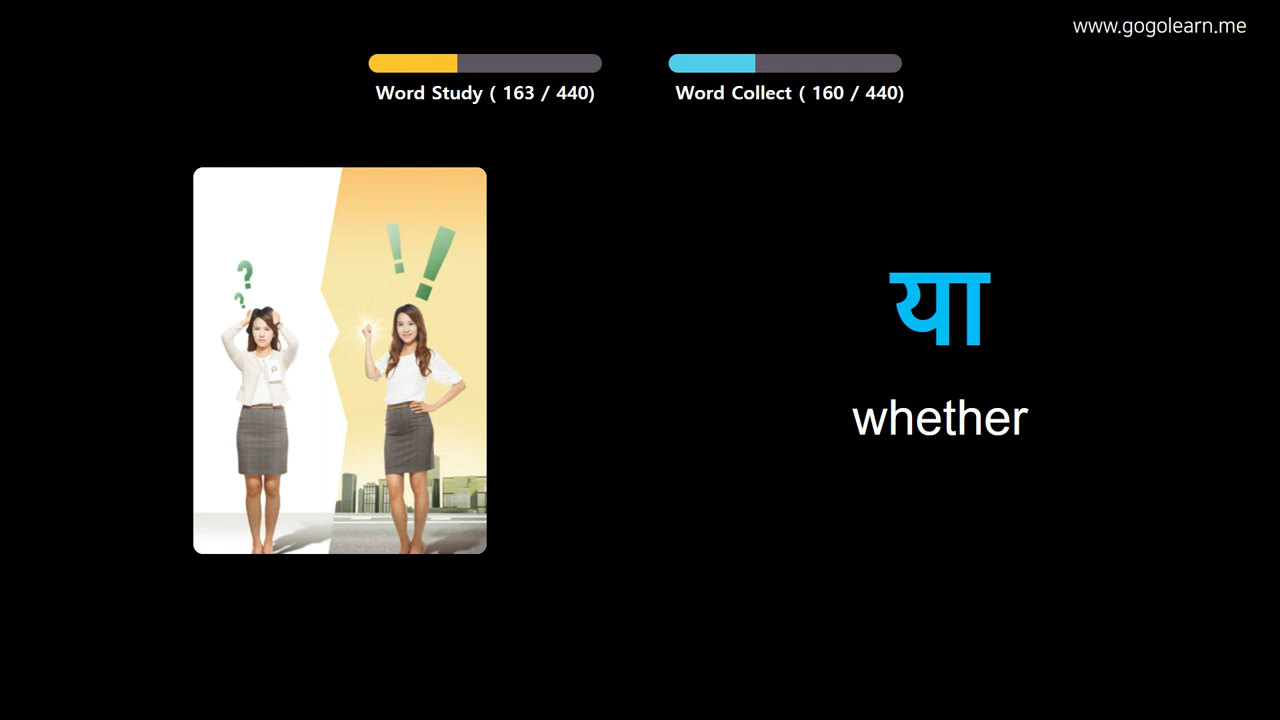 www.gogolearn.me
Word Study ( 163 / 440)
Word Collect ( 160 / 440)
? ?
! !
या
whether